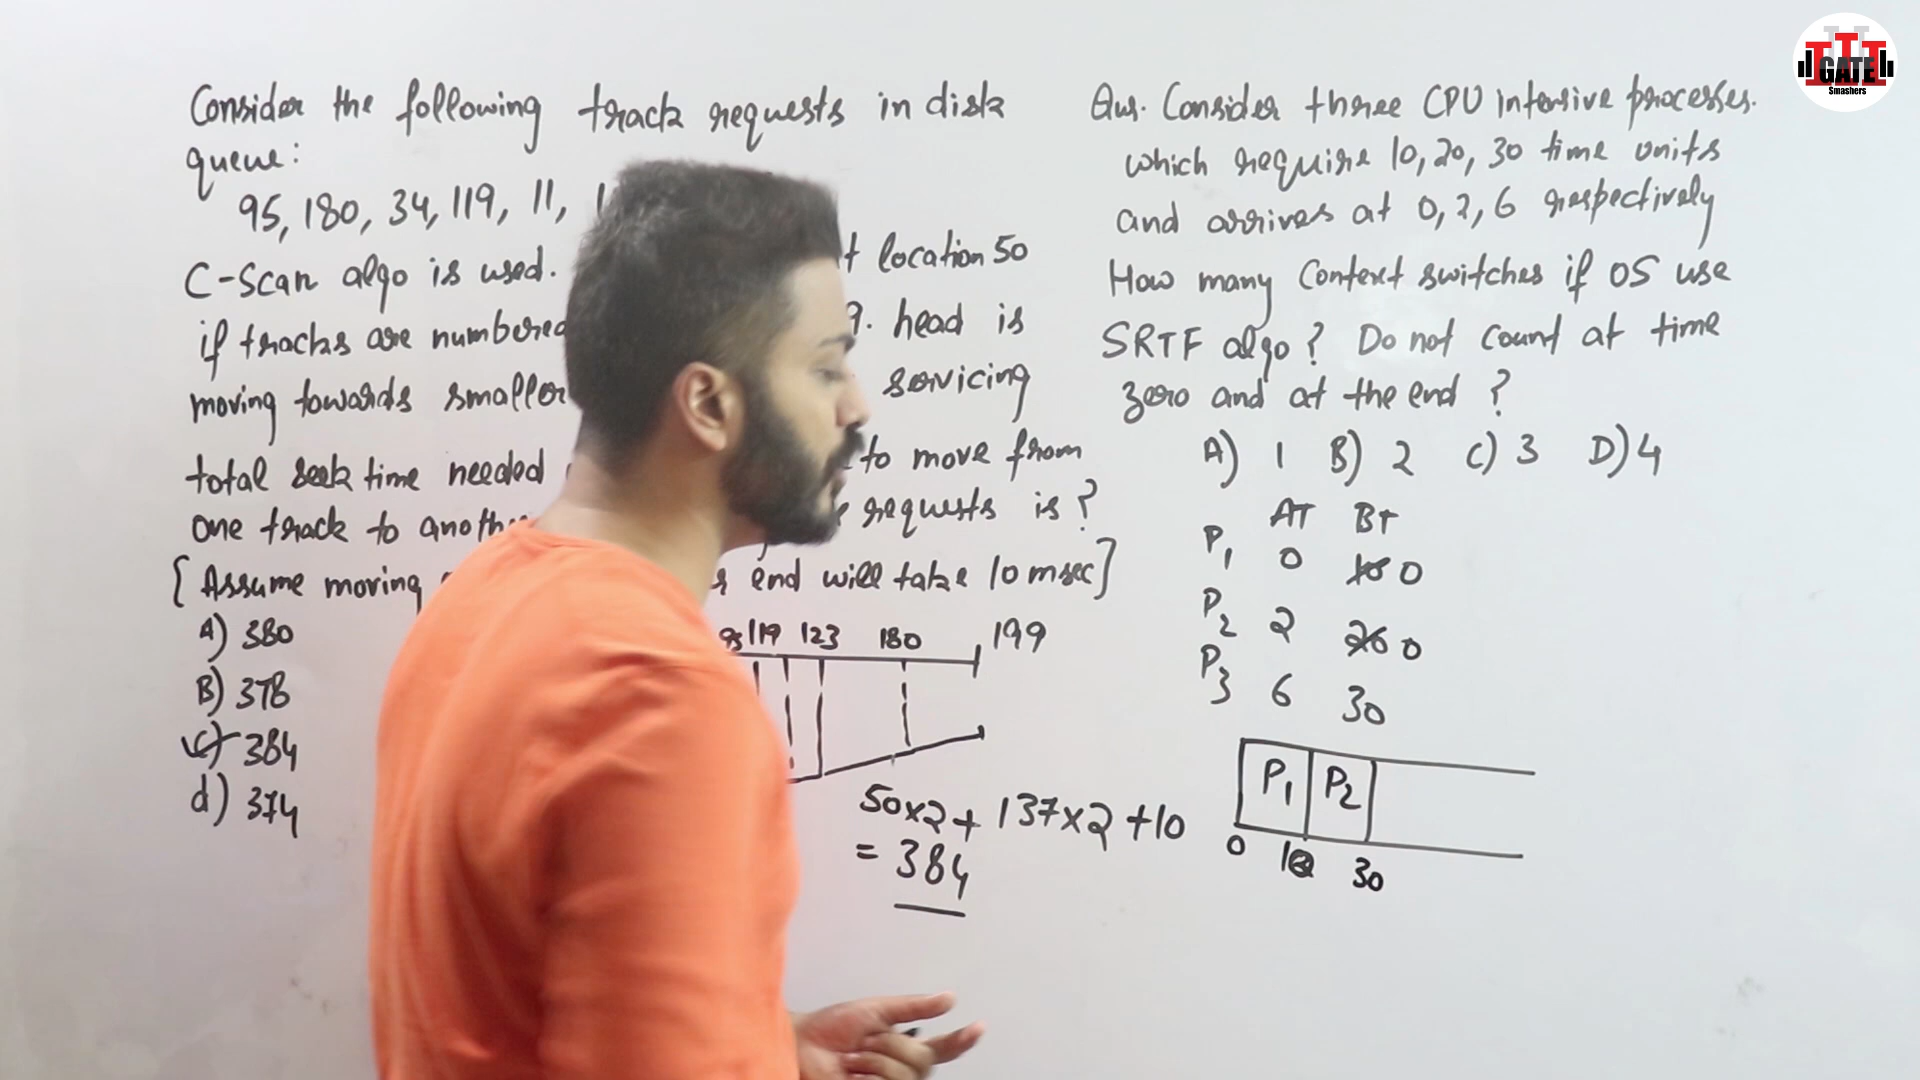 Consider the following track requests in disk
queue:
95, 180, 34, 119, 11,
C-Scan algo is used. location 50
if tracks are numbered 9. head is
moving towards smaller servicing
total seek time needed to move from
one track to anoth requests is?
[Assume moving end will take 10 msec]
A) 380
B) 378
c) 384
d) 374
95 119 123 180 199
50x2+ 137x2 +10
= 384
Qus. Consider three CPU intensive processes.
which require 10, 20, 30 time units
and arrives at 0, 2, 6 respectively
How many Context switches if OS use
SRTF algo? Do not count at time
zero and at the end ?
A) 1 B) 2 C) 3 D) 4
AT BT
P1 0 10 0
P2 2 20 0
P3 6 30
P1 P2
0 10 30
GATE
Smashers